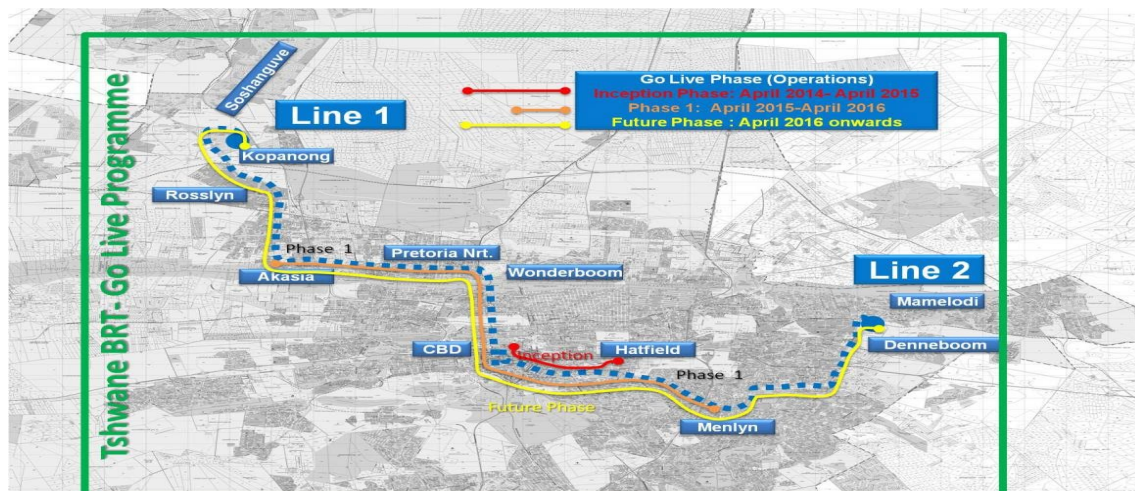 Tshwane BRT- Go Live Programme
Soshanguve
Line 1
Go Live Phase (Operations)
Inception Phase: April 2014- April 2015
Phase 1:  April 2015-April 2016
Future Phase : April 2016 onwards
Kopanong
Rosslyn
Phase 1
Pretoria Nrt.
Akasia
Wonderboom
Line 2
Mamelodi
CBD
Inception
Hatfield
Denneboom
Phase 1
Future Phase
Menlyn